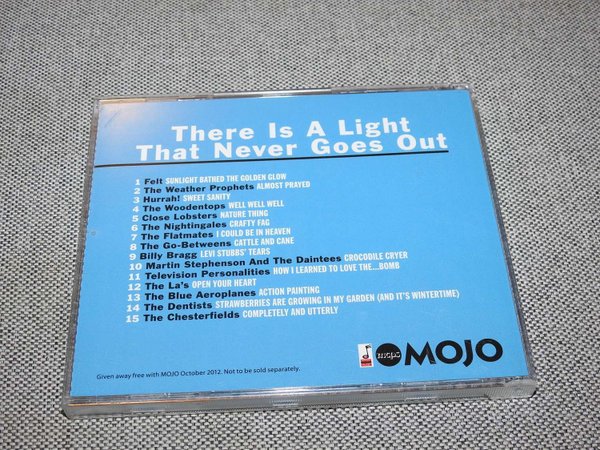 There Is A Light
That Never Goes Out
1 Felt SUNLIGHT BATHED THE GOLDEN GLOW
2 The Weather Prophets ALMOST PRAYED
3 Hurrah! SWEET SANITY
4 The Woodentops WELL WELL WELL
5 Close Lobsters NATURE THING
6 The Nightingales CRAFTY FAG
7 The Flatmates I COULD BE IN HEAVEN
8 The Go-Betweens CATTLE AND CANE
9 Billy Bragg LEVI STUBBS' TEARS
10 Martin Stephenson And The Daintees CROCODILE CRYER
11 Television Personalities HOW I LEARNED TO LOVE THE...BOMB
12 The La's OPEN YOUR HEART
13 The Blue Aeroplanes ACTION PAINTING
14 The Dentists STRAWBERRIES ARE GROWING IN MY GARDEN (AND IT'S WINTERTIME)
15 The Chesterfields COMPLETELY AND UTTERLY
mcps MOJO
Given away free with MOJO October 2012. Not to be sold separately.